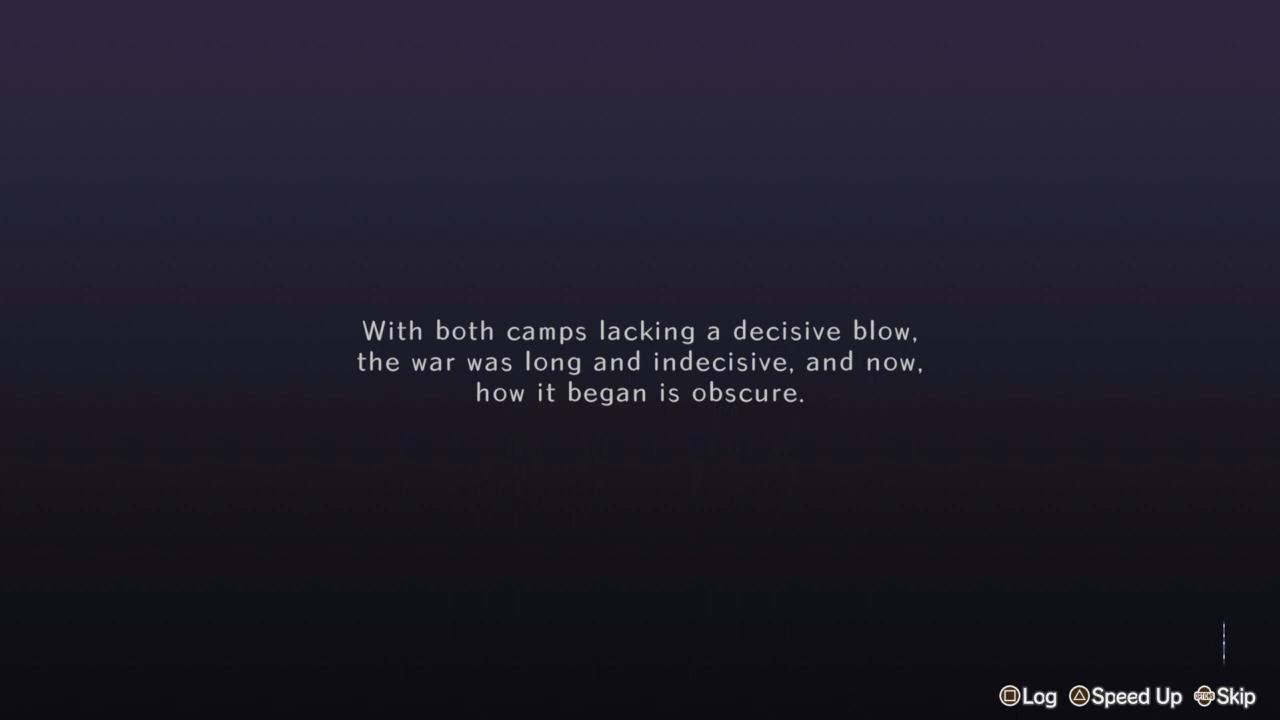 With both camps lacking a decisive blow,
the war was long and indecisive, and now,
how it began is obscure.
Log Speed Up OPTIONS Skip